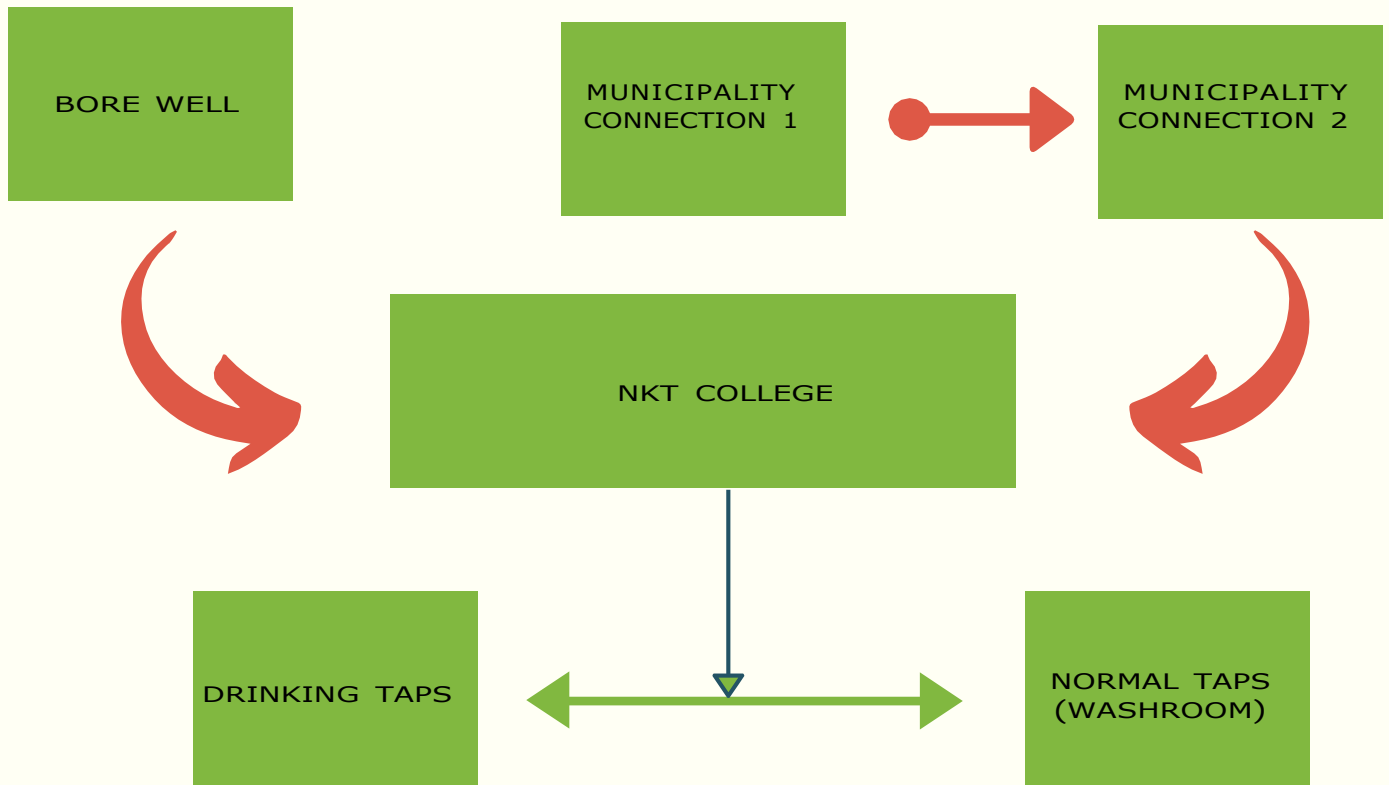 BORE WELL
MUNICIPALITY
CONNECTION 1
MUNICIPALITY
CONNECTION 2
NKT COLLEGE
DRINKING TAPS
NORMAL TAPS
(WASHROOM)